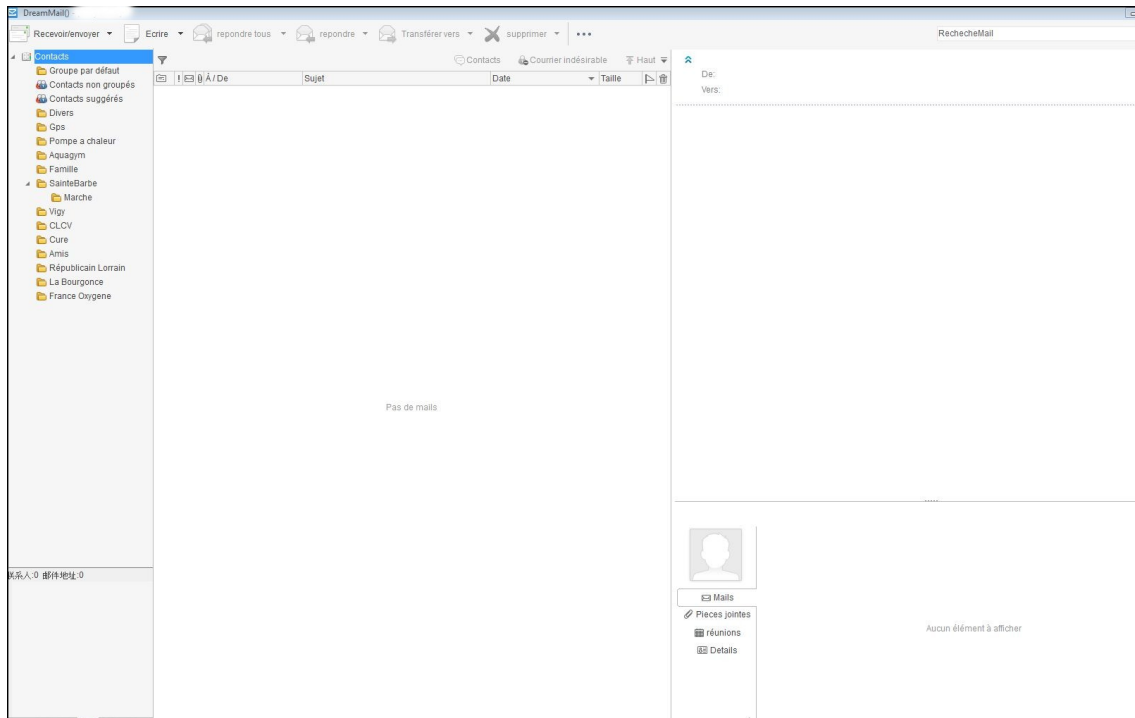 DreamMail()
Recevoir/envoyer Ecrire repondre tous repondre Transférer vers supprimer RechecheMail
Contacts
Groupe par défaut
Contacts non groupés
Contacts suggérés
Divers
Gps
Pompe a chaleur
Aquagym
Famille
SainteBarbe
Marche
Vigy
CLCV
Cure
Amis
Républicain Lorrain
La Bourgonce
France Oxygene
联系人:0 邮件地址:0
Contacts Courrier indésirable Haut
! À / De Sujet Date Taille
Pas de mails
De:
Vers:
Mails
Pieces jointes
réunions
Details
Aucun élément à afficher